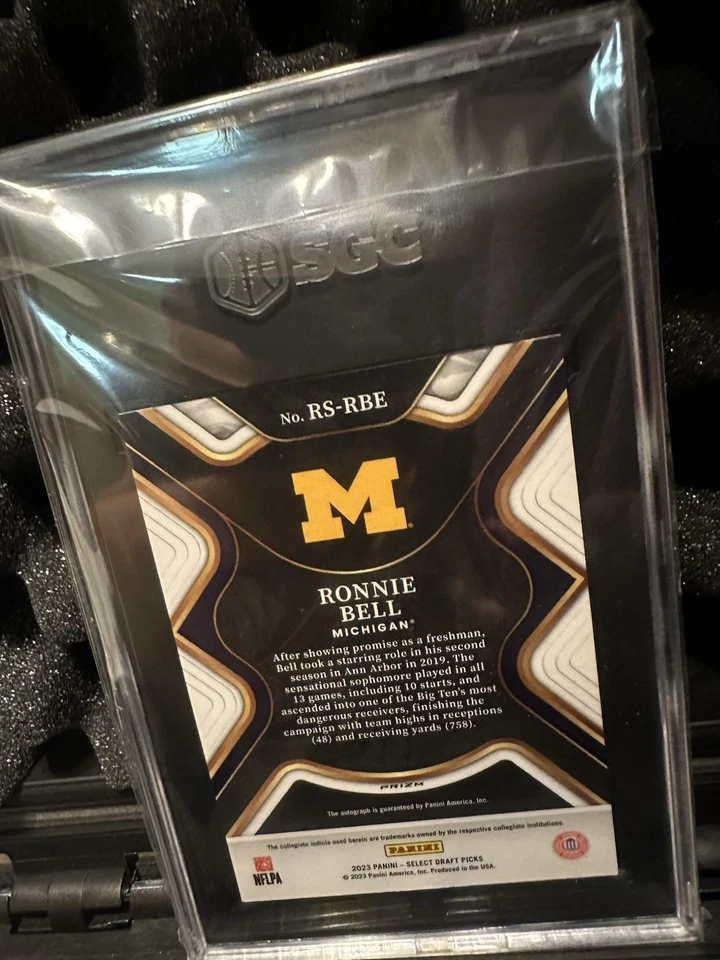 SGC
No. RS-RBE
M
RONNIE
BELL
MICHIGAN®
After showing promise as a freshman,
Bell took a starring role in his second
season in Ann Arbor in 2019. The
sensational sophomore played in all
13 games, including 10 starts, and
ascended into one of the Big Ten's most
dangerous receivers, finishing the
campaign with team highs in receptions
(48) and receiving yards (758).
PRIZM
The autograph is guaranteed by Panini America, Inc.
The collegiate indicia used herein are trademarks owned by the respective collegiate institutions.
PANINI
NFLPA
2023 PANINI – SELECT DRAFT PICKS
© 2023 Panini America, Inc. Produced in the USA.